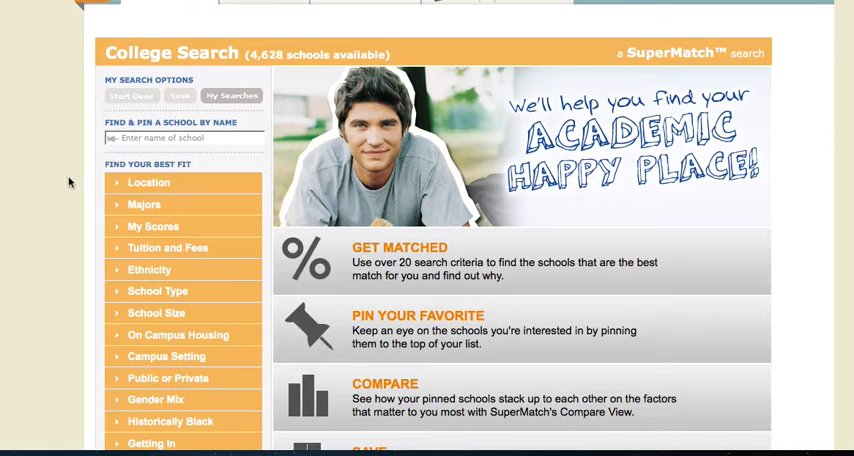 College Search (4,628 schools available)
a SuperMatch™ search
MY SEARCH OPTIONS
Start Over Save My Searches
FIND & PIN A SCHOOL BY NAME
Enter name of school
FIND YOUR BEST FIT
Location
Majors
My Scores
Tuition and Fees
Ethnicity
School Type
School Size
On Campus Housing
Campus Setting
Public or Private
Gender Mix
Historically Black
Getting In
We'll help you find your
ACADEMIC
HAPPY PLACE!
GET MATCHED
Use over 20 search criteria to find the schools that are the best
match for you and find out why.
PIN YOUR FAVORITE
Keep an eye on the schools you're interested in by pinning
them to the top of your list.
COMPARE
See how your pinned schools stack up to each other on the factors
that matter to you most with SuperMatch's Compare View.
SAVE